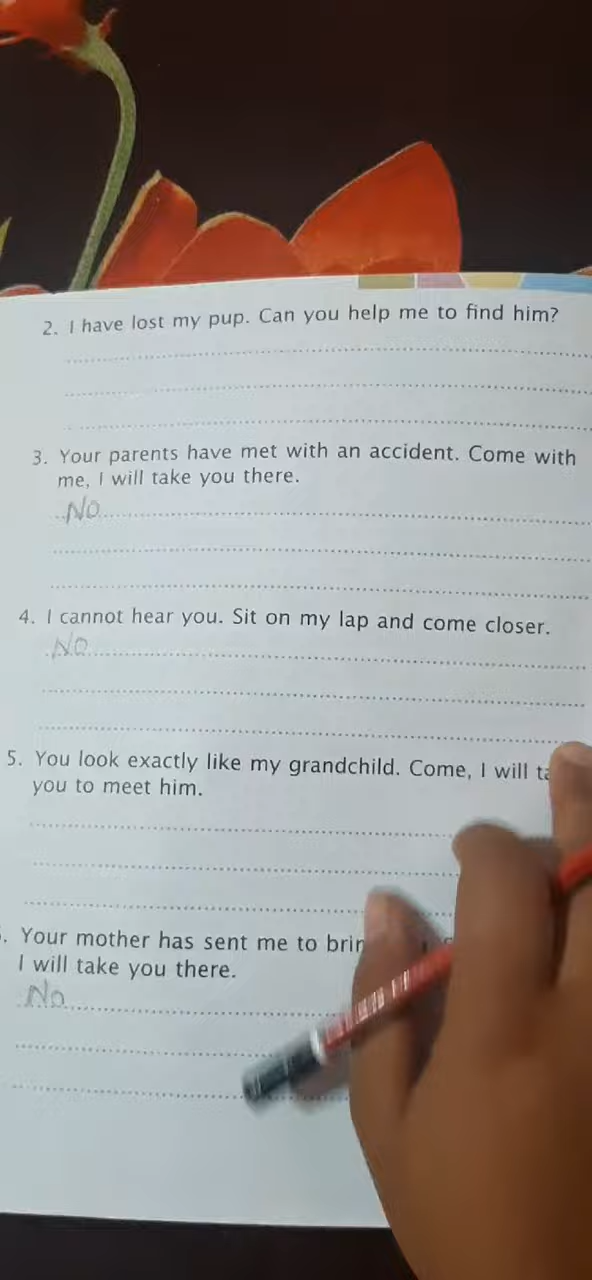 2. I have lost my pup. Can you help me to find him?
3. Your parents have met with an accident. Come with
me, I will take you there.
No
4. I cannot hear you. Sit on my lap and come closer.
No
5. You look exactly like my grandchild. Come, I will
you to meet him.
. Your mother has sent me to
I will take you there.
No